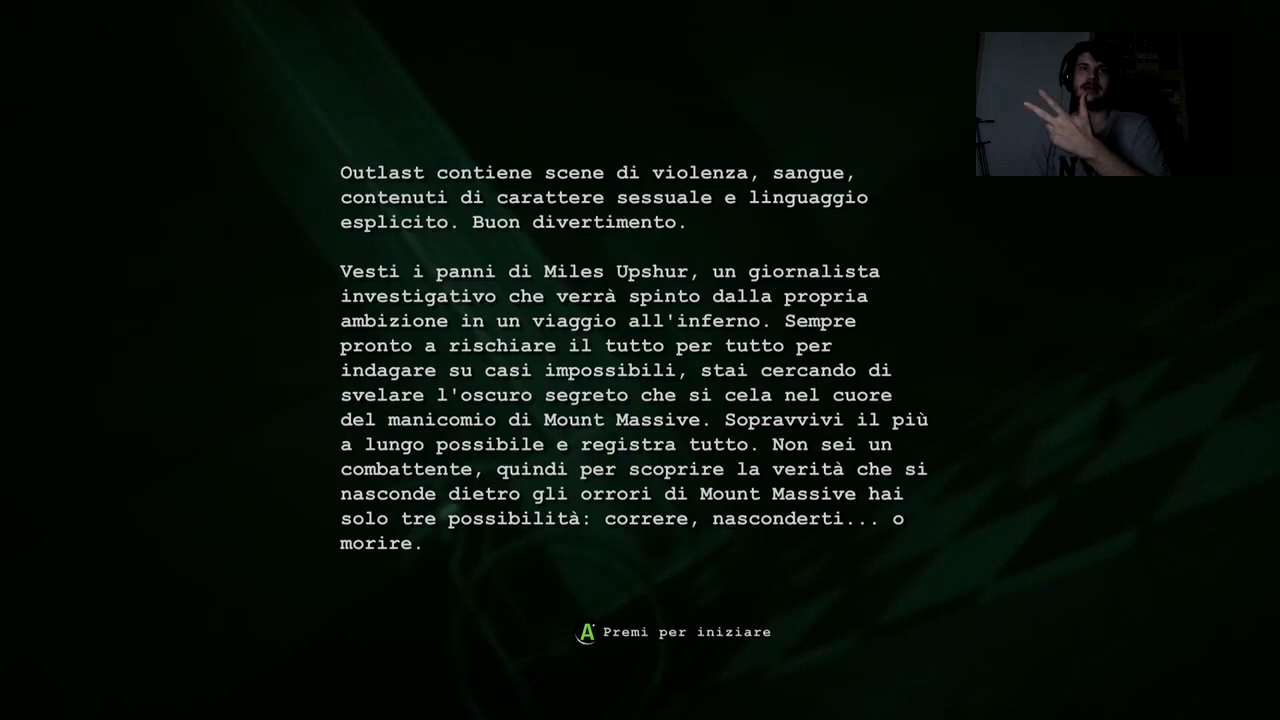 Outlast contiene scene di violenza, sangue,
contenuti di carattere sessuale e linguaggio
esplicito. Buon divertimento.
Vesti i panni di Miles Upshur, un giornalista
investigativo che verrà spinto dalla propria
ambizione in un viaggio all'inferno. Sempre
pronto a rischiare il tutto per tutto per
indagare su casi impossibili, stai cercando di
svelare l'oscuro segreto che si cela nel cuore
del manicomio di Mount Massive. Sopravvivi il più
a lungo possibile e registra tutto. Non sei un
combattente, quindi per scoprire la verità che si
nasconde dietro gli orrori di Mount Massive hai
solo tre possibilità: correre, nasconderti... o
morire.
A Premi per iniziare